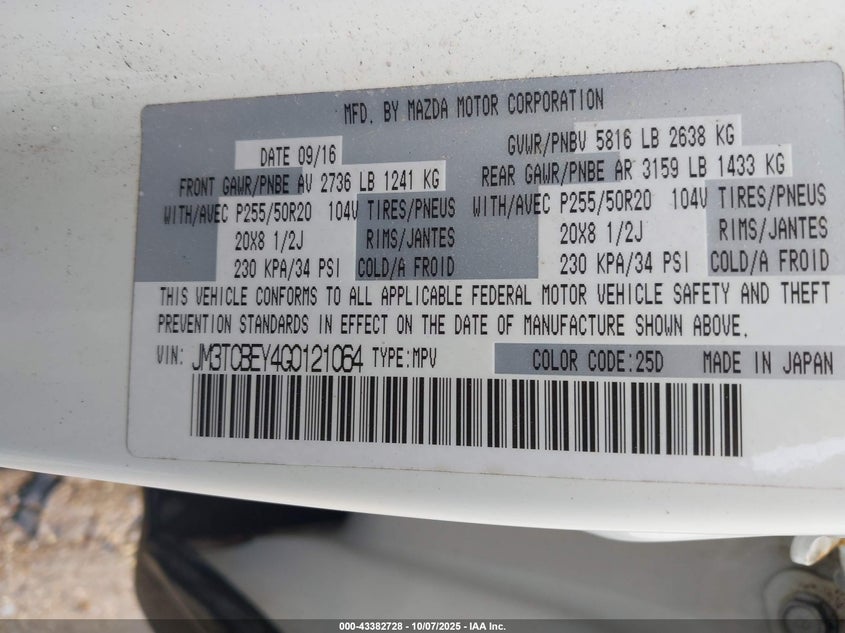 MFD. BY MAZDA MOTOR CORPORATION
DATE 09/16 GVWR/PNBV 5816 LB 2638 KG
FRONT GAWR/PNBE AV 2736 LB 1241 KG REAR GAWR/PNBE AR 3159 LB 1433 KG
WITH/AVEC P255/50R20 104V TIRES/PNEUS WITH/AVEC P255/50R20 104V TIRES/PNEUS
20X8 1/2J RIMS/JANTES 20X8 1/2J RIMS/JANTES
230 KPA/34 PSI COLD/A FROID 230 KPA/34 PSI COLD/A FROID
THIS VEHICLE CONFORMS TO ALL APPLICABLE FEDERAL MOTOR VEHICLE SAFETY AND THEFT
PREVENTION STANDARDS IN EFFECT ON THE DATE OF MANUFACTURE SHOWN ABOVE.
VIN: JM3TCBEY4G0121064 TYPE:MPV COLOR CODE:25D MADE IN JAPAN
000-43382728 - 10/07/2025 - IAA Inc.